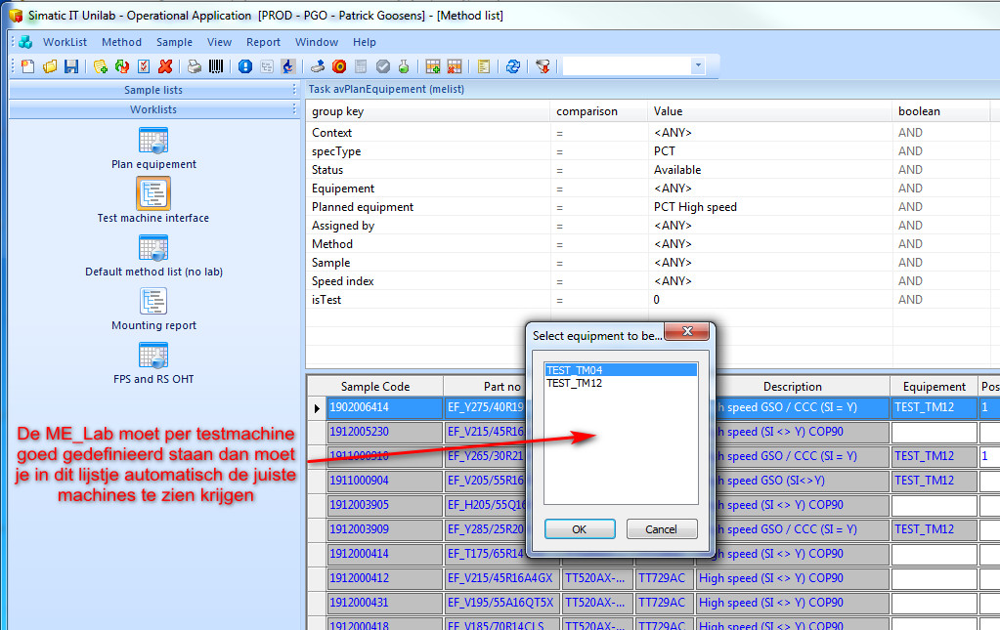 Simatic IT Unilab - Operational Application [PROD - PGO - Patrick Goosens] - [Method list]
WorkList Method Sample View Report Window Help
Sample lists
Worklists
Plan equipement
Test machine interface
Default method list (no lab)
Mounting report
FPS and RS OHT
De ME_Lab moet per testmachine
goed gedefinieerd staan dan moet
je in dit lijstje automatisch de juiste
machines te zien krijgen
Task avPlanEquipement (melist)
group key comparison Value boolean
Context = <ANY> AND
specType = PCT AND
Status = Available AND
Equipement = <ANY> AND
Planned equipment = PCT High speed AND
Assigned by = <ANY> AND
Method = <ANY> AND
Sample = <ANY> AND
Speed index = <ANY> AND
isTest = 0 AND
Select equipment to be...
TEST_TM04
TEST_TM12
OK Cancel
Sample Code Part no Description Equipement Pos
1902006414 EF_Y275/40R19 speed GSO / CCC (SI = Y) TEST_TM12 1
1912005230 EF_V215/45R16 speed (SI <> Y) COP90
1911000910 EF_Y265/30R21 speed GSO / CCC (SI = Y) TEST_TM12 1
1911000904 EF_V205/55R16 speed GSO (SI<>Y) TEST_TM12
1912003905 EF_H205/55Q16 speed (SI <> Y) COP90
1912003909 EF_Y285/25R20 speed GSO / CCC (SI = Y) TEST_TM12
1912000414 EF_T175/65R14 speed (SI <> Y) COP90
1912000412 EF_V215/45R16A4GX TT520AX-... TT729AC High speed (SI <> Y) COP90
1912000431 EF_V195/55A16QT5X TT520AX-... TT729AC High speed (SI <> Y) COP90
1912000418 EF_V185/70R14CLS TT520AX-... TT729AC High speed (SI <> Y) COP90